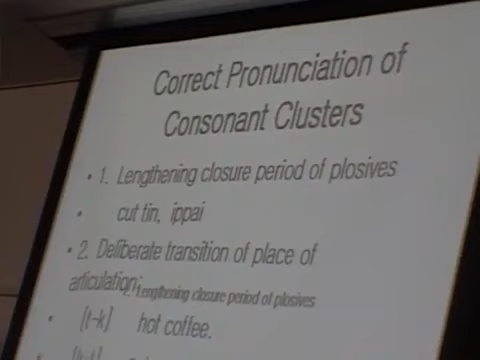 Correct Pronunciation of
Consonant Clusters
• 1. Lengthening closure period of plosives
• cut tin, ippai
• 2. Deliberate transition of place of
articulation:
Lengthening closure period of plosives
• [t-k] hot coffee.